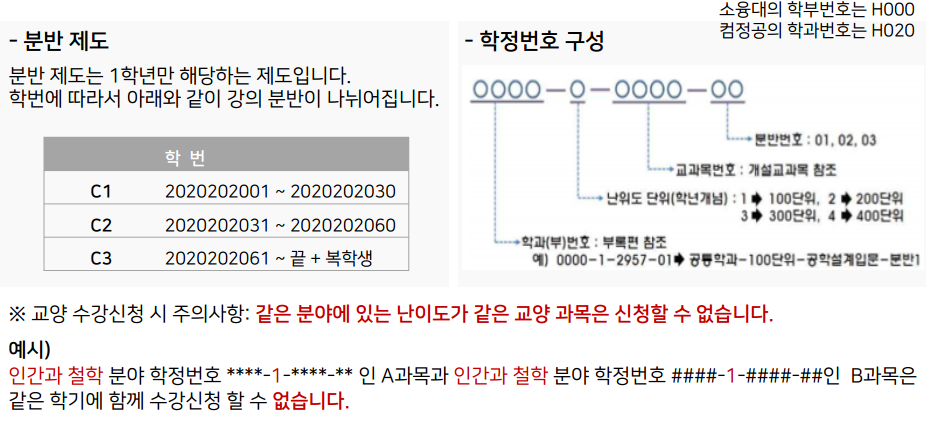 소융대의 학부번호는 H000
컴정공의 학과번호는 H020
- 분반 제도
분반 제도는 1학년만 해당하는 제도입니다.
학번에 따라서 아래와 같이 강의 분반이 나뉘어집니다.
학 번
C1 2020202001 ~ 2020202030
C2 2020202031 ~ 2020202060
C3 2020202061 ~ 끝 + 복학생
- 학정번호 구성
OOOO - O - OOOO - OO
분반번호 : 01, 02, 03
교과목번호 : 개설교과목 참조
난위도 단위(학년개념) : 1 ➡ 100단위, 2 ➡ 200단위
3 ➡ 300단위, 4 ➡ 400단위
학과(부)번호 : 부록편 참조
예) 0000-1-2957-01➡ 공통학과-100단위-공학설계입문-분반1
※ 교양 수강신청 시 주의사항: 같은 분야에 있는 난이도가 같은 교양 과목은 신청할 수 없습니다.
예시)
인간과 철학 분야 학정번호 ****-1-****-** 인 A과목과 인간과 철학 분야 학정번호 ####-1-####-##인 B과목은
같은 학기에 함께 수강신청 할 수 없습니다.